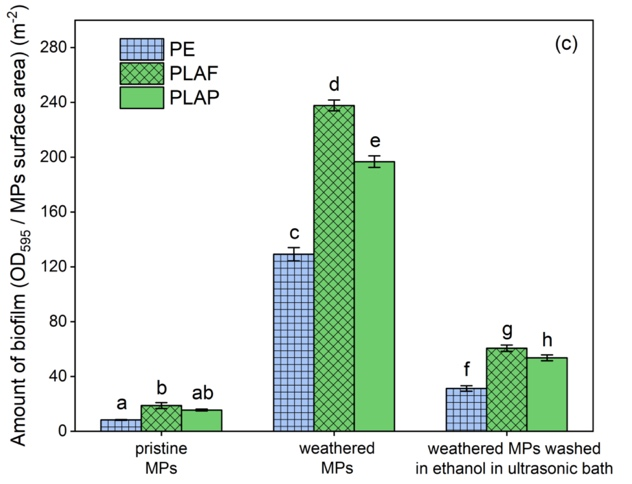 Amount of biofilm (OD595 / MPs surface area) (m-2)
280
240
200
160
120
80
40
0
(c)
PE
PLAF
PLAP
a
b
ab
c
d
e
f
g
h
pristine
MPs
weathered
MPs
weathered MPs washed
in ethanol in ultrasonic bath